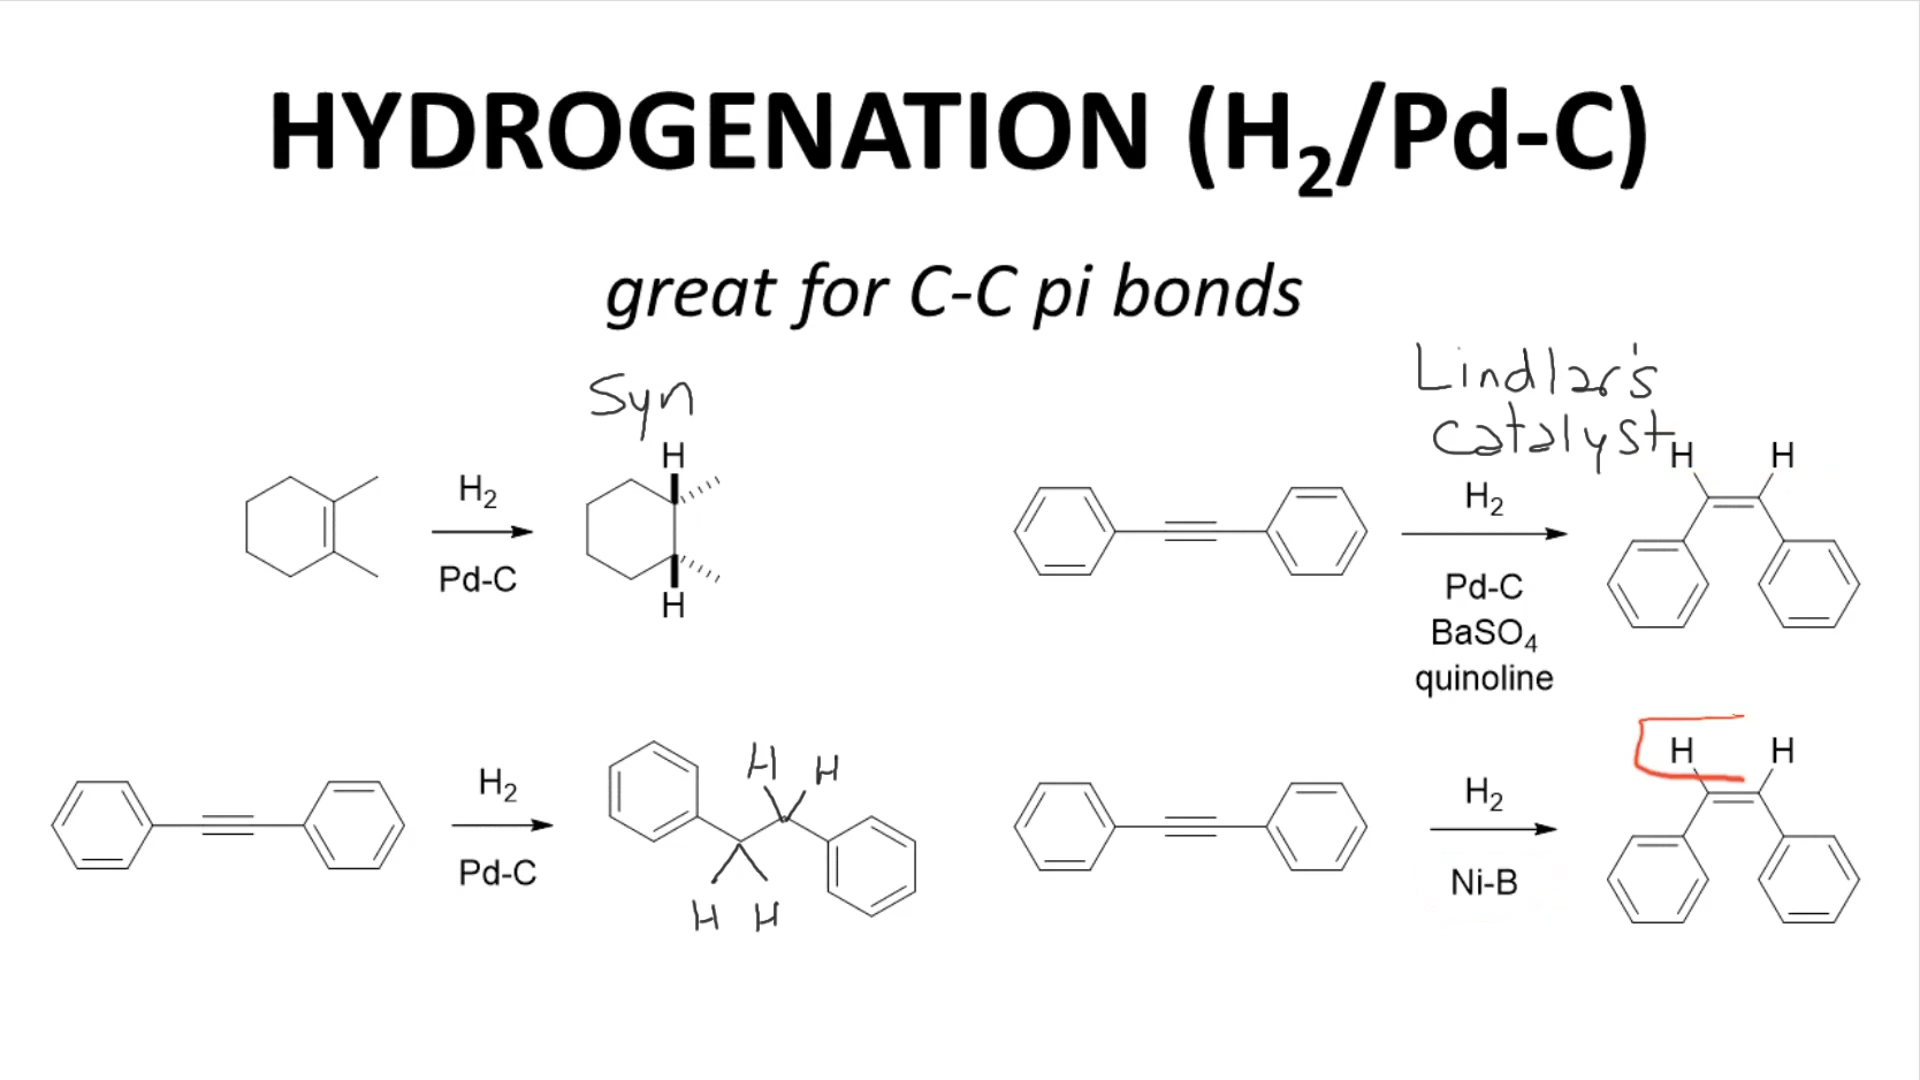 HYDROGENATION (H₂/Pd-C)
great for C-C pi bonds
Syn
H
H₂
Pd-C
H
Lindlar's
catalyst
H H
H₂
Pd-C
BaSO₄
quinoline
H₂
Pd-C
H H
H H
H H
H₂
Ni-B